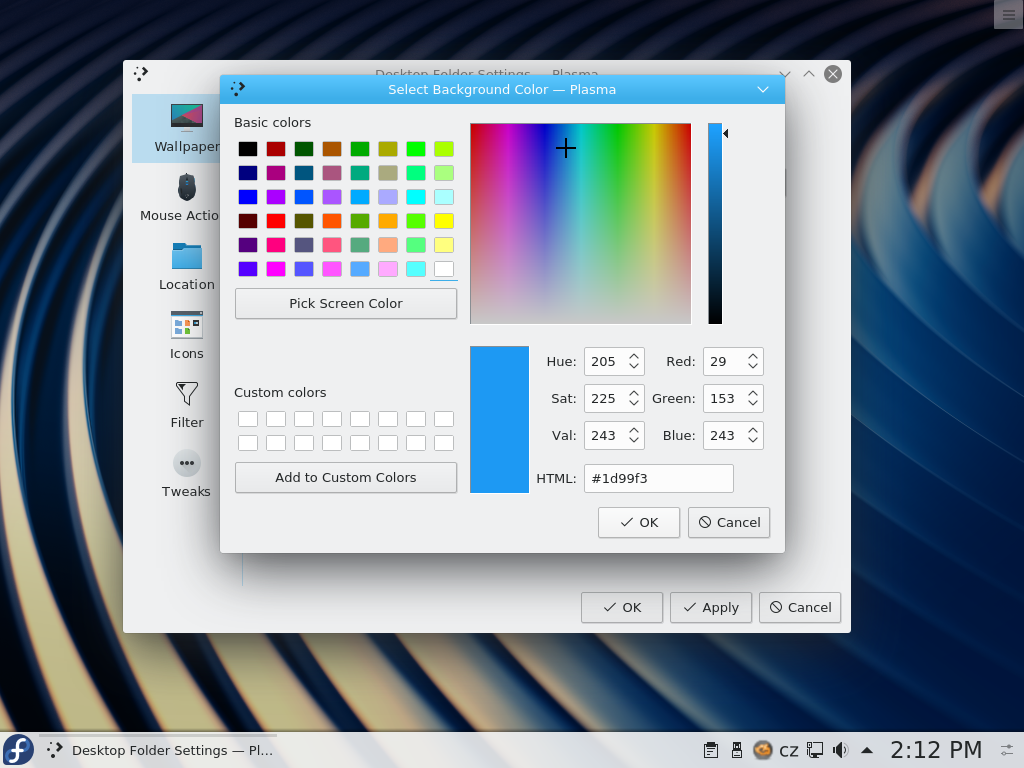 Desktop Folder Settings — Plasma
Select Background Color — Plasma
Basic colors
Wallpaper
Mouse Actio
Location
Icons
Filter
Tweaks
Pick Screen Color
Custom colors
Add to Custom Colors
Hue: 205 Red: 29
Sat: 225 Green: 153
Val: 243 Blue: 243
HTML: #1d99f3
OK Cancel
OK Apply Cancel
Desktop Folder Settings — Pl...
cz
2:12 PM